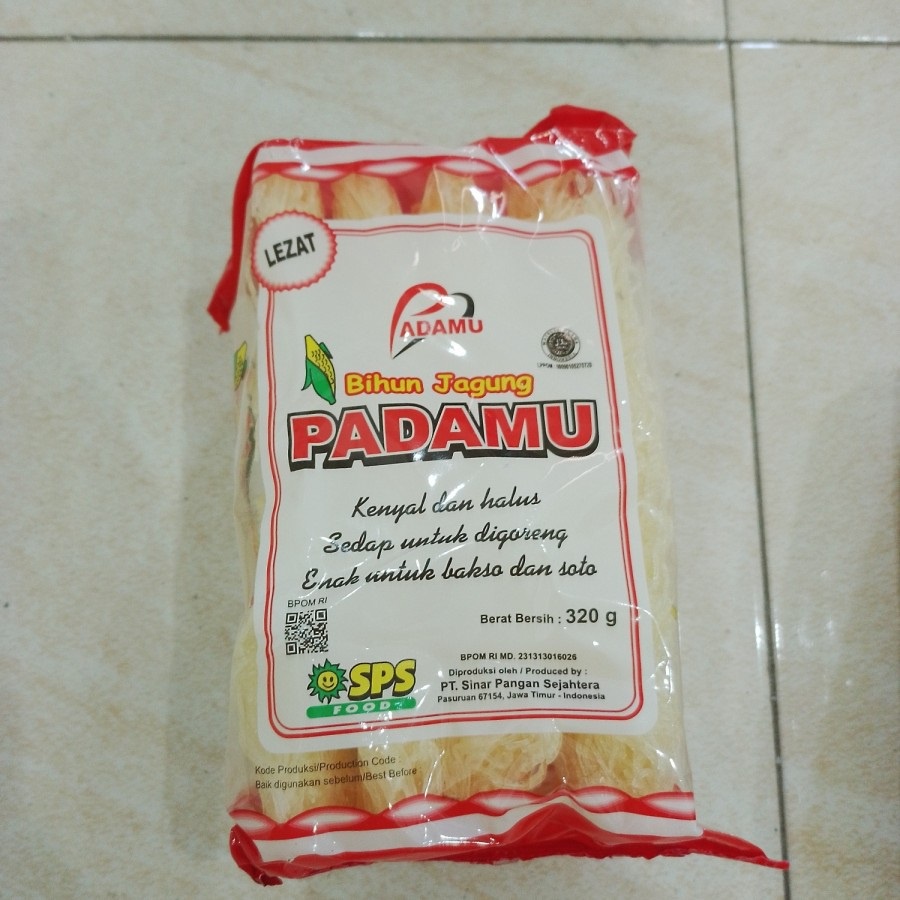 LEZAT
PADAMU
Bihun Jagung
PADAMU
Kenyal dan halus
Sedap untuk digoreng
Enak untuk bakso dan soto
BPOM RI
Berat Bersih : 320 g
BPOM RI MD. 231313016026
Diproduksi oleh / Produced by :
PT. Sinar Pangan Sejahtera
Pasuruan 67154, Jawa Timur - Indonesia
SPS
FOOD
Kode Produksi/Production Code
Baik digunakan sebelum/Best Before